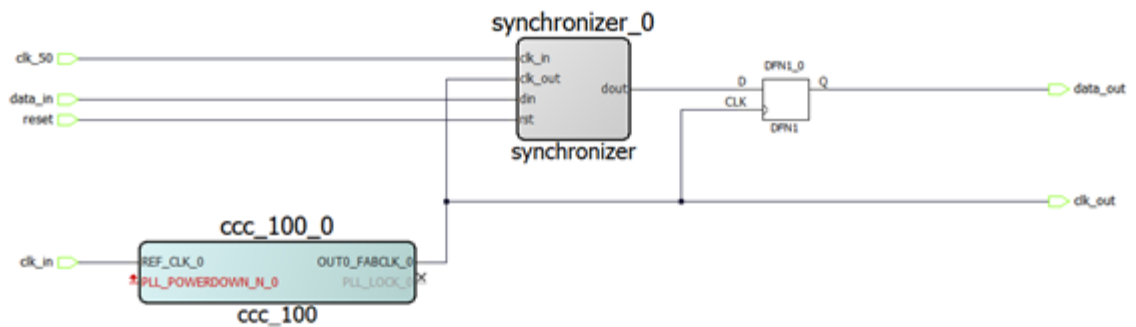 synchronizer_0
clk_50
clk_in
clk_out
data_in
din
reset
rst
dout
synchronizer
DFN1_0
D
Q
CLK
DFN1
data_out
clk_out
ccc_100_0
clk_in
REF_CLK_0
OUT0_FABCLK_0
PLL_POWERDOWN_N_0
PLL_LOCK_0
ccc_100